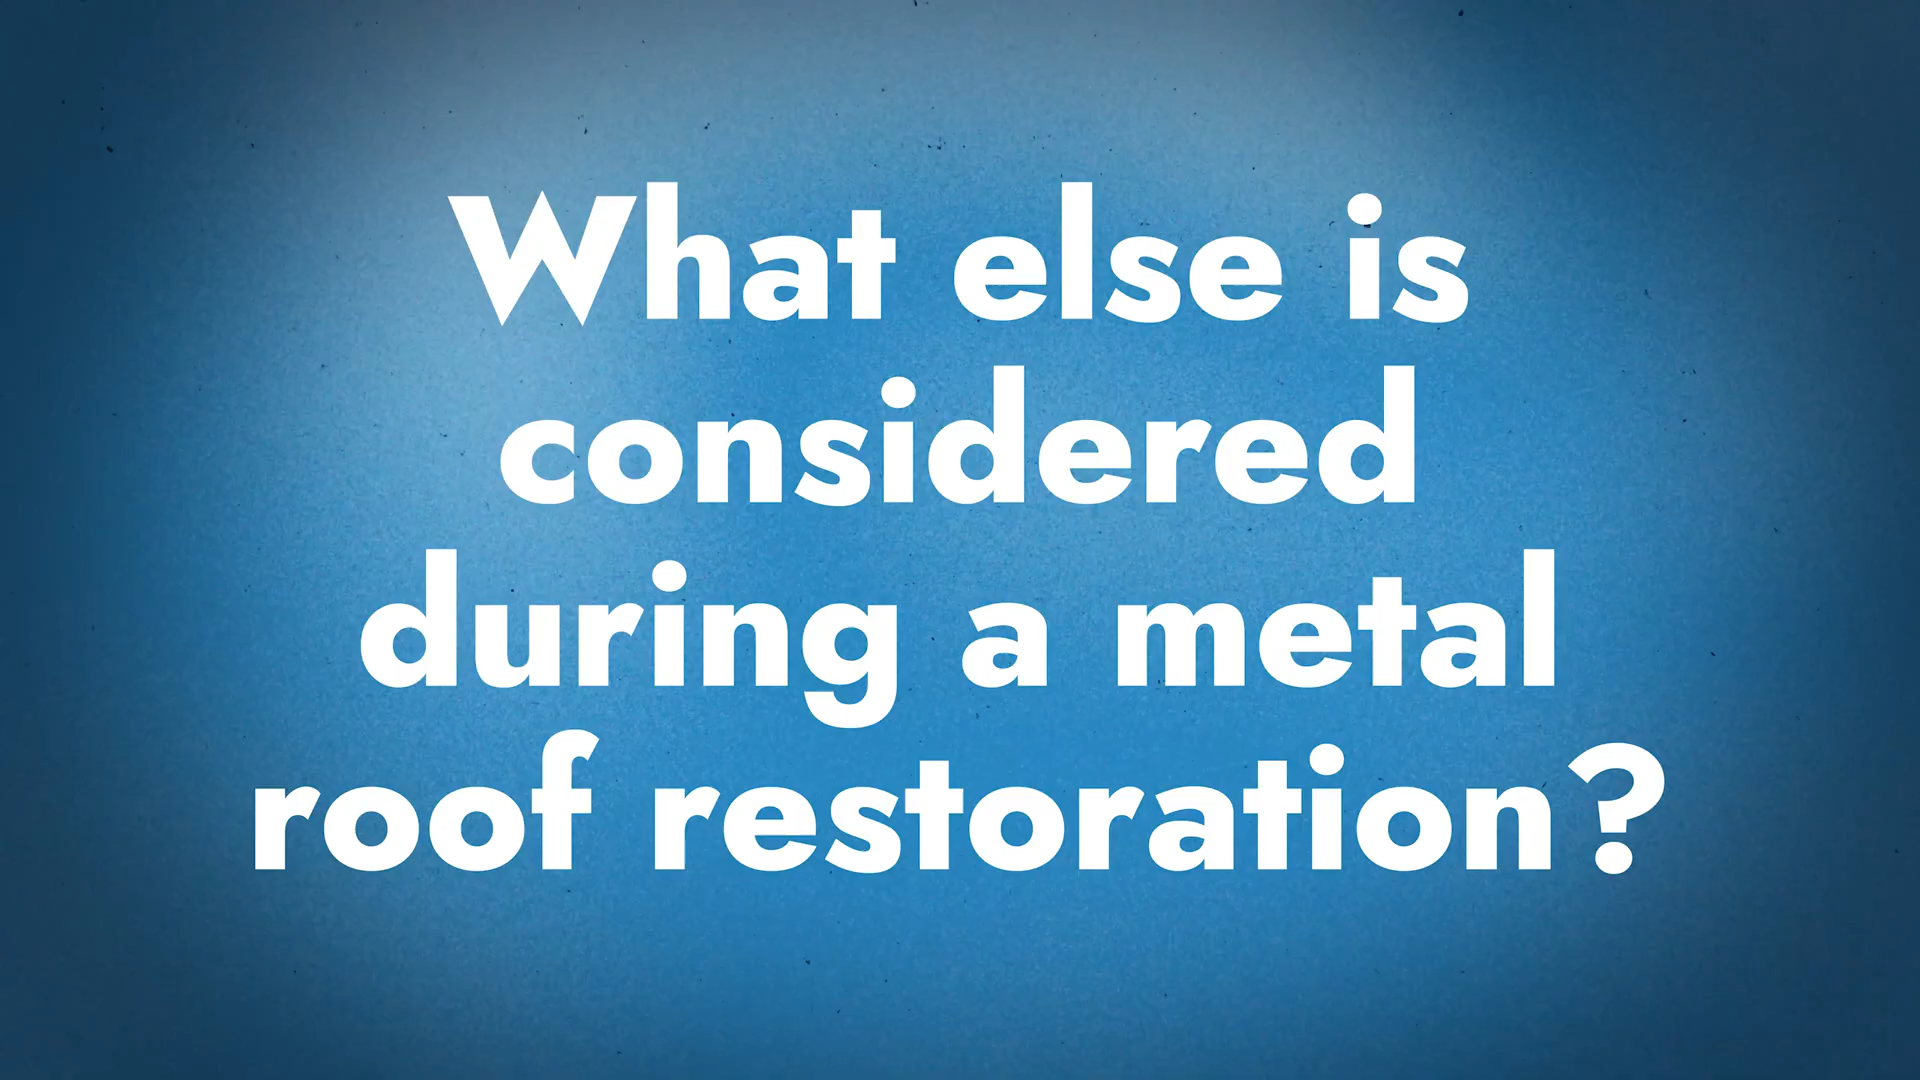 What else is
considered
during a metal
roof restoration?